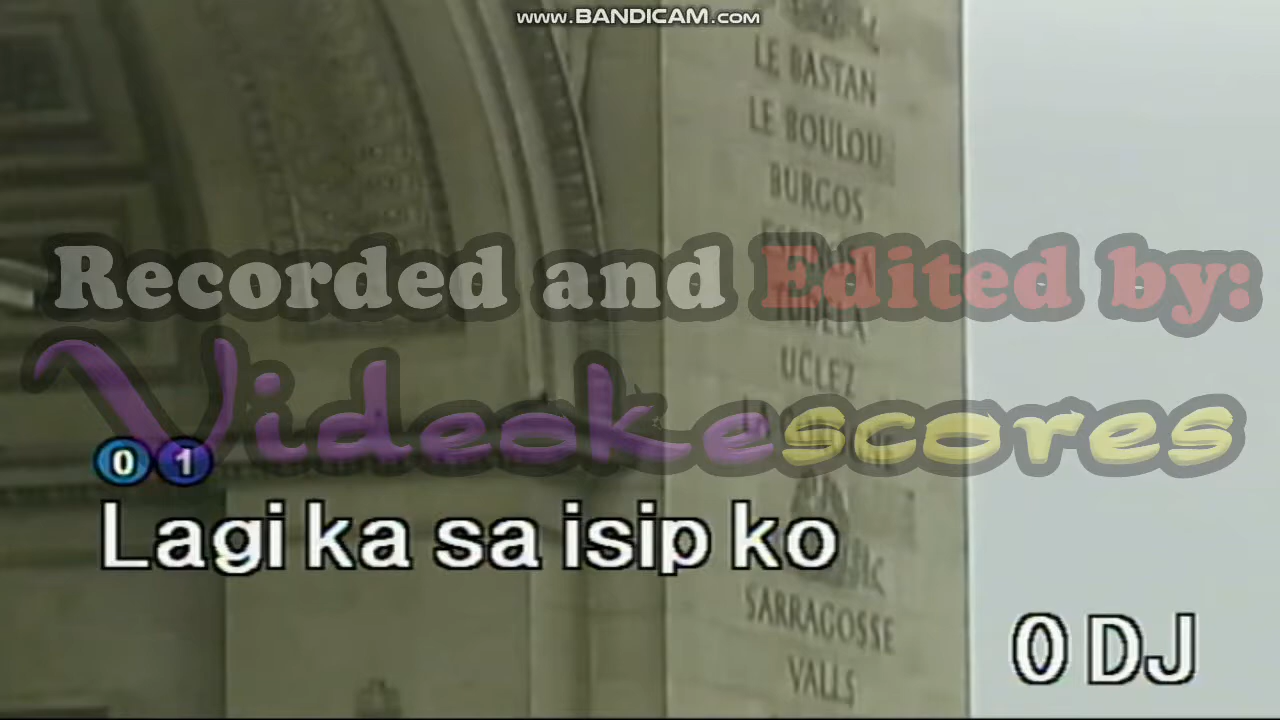 WWW.BANDICAM.COM
LE BASTAN
LE BOULOU
BURGOS
Recorded and Edited by:
UCLEZ
Videokescores
0 1
Lagi ka sa isip ko
SARRAGOSSE
O DJ
VALLS